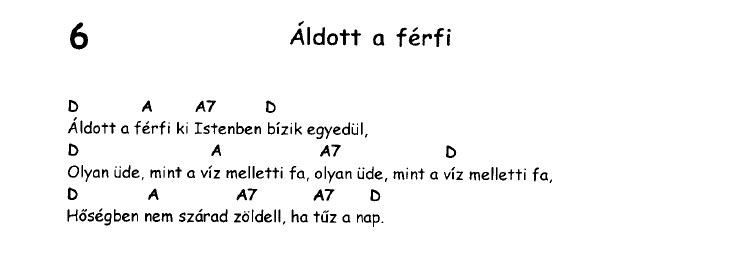 6 Áldott a férfi
D A A7 D
Áldott a férfi ki Istenben bízik egyedül,
D A A7 D
Olyan üde, mint a víz melletti fa, olyan üde, mint a víz melletti fa,
D A A7 A7 D
Hőségben nem szárad zöldell, ha tűz a nap.